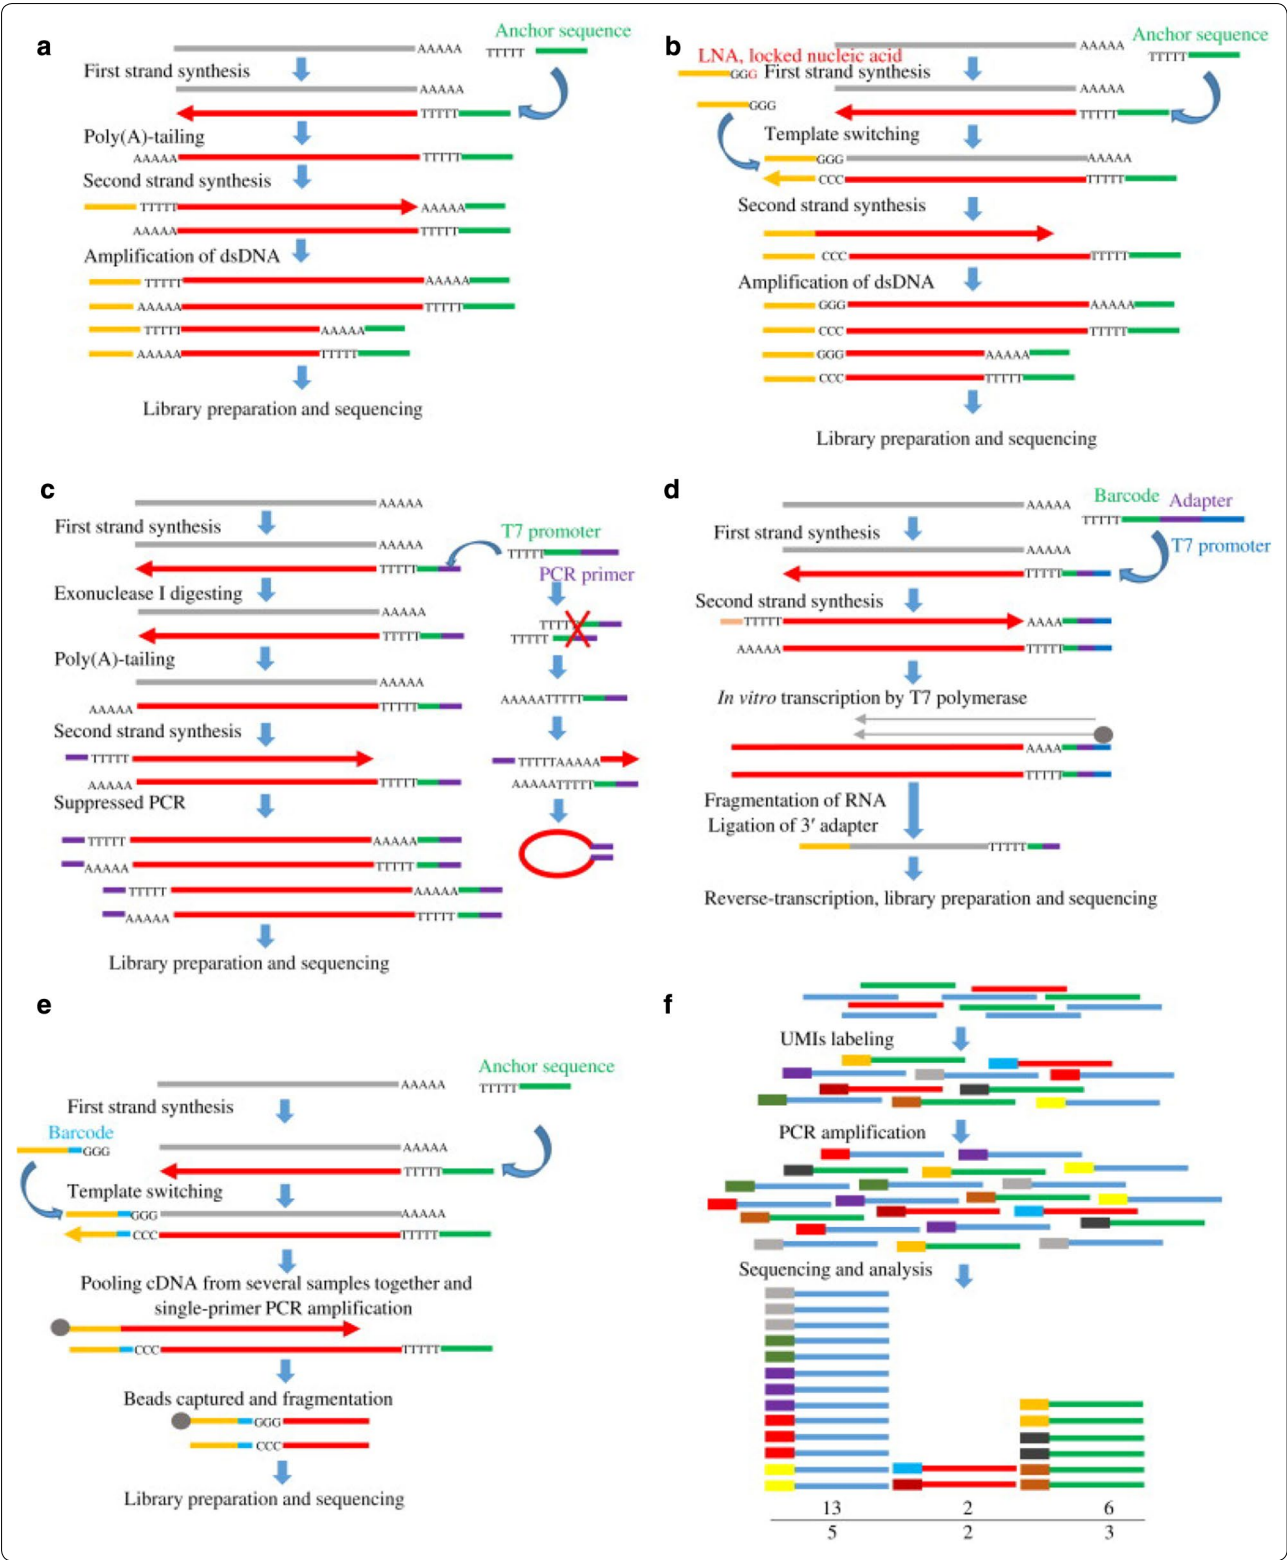 a
Anchor sequence
AAAAA
TTTTT
First strand synthesis
AAAAA
TTTTT
Poly(A)-tailing
AAAAA
TTTTT
Second strand synthesis
TTTTT
AAAAA
AAAAA
TTTTT
Amplification of dsDNA
TTTTT
AAAAA
AAAAA
TTTTT
TTTTT
AAAAA
AAAAA
TTTTT
Library preparation and sequencing
b
Anchor sequence
AAAAA
TTTTT
LNA, locked nucleic acid
GGG
First strand synthesis
AAAAA
GGG
TTTTT
Template switching
GGG
AAAAA
CCC
TTTTT
Second strand synthesis
CCC
TTTTT
Amplification of dsDNA
GGG
AAAAA
CCC
TTTTT
GGG
AAAAA
CCC
TTTTT
Library preparation and sequencing
c
AAAAA
First strand synthesis
T7 promoter
AAAAA
TTTTT
TTTTT
PCR primer
Exonuclease I digesting
AAAAA
TTTTT
TTTTT
TTTTT
Poly(A)-tailing
AAAAA
AAAAA
TTTTT
AAAAATTTTT
Second strand synthesis
TTTTT
TTTTTAAAAA
AAAAA
TTTTT
AAAAATTTTT
Suppressed PCR
TTTTT
AAAAA
AAAAA
TTTTT
TTTTT
AAAAA
AAAAA
TTTTT
Library preparation and sequencing
d
Barcode
Adapter
AAAAA
TTTTT
First strand synthesis
T7 promoter
AAAAA
TTTTT
Second strand synthesis
TTTTT
AAAA
AAAAA
TTTTT
In vitro transcription by T7 polymerase
AAAA
TTTTT
Fragmentation of RNA
Ligation of 3′ adapter
TTTTT
Reverse-transcription, library preparation and sequencing
e
Anchor sequence
AAAAA
TTTTT
First strand synthesis
Barcode
GGG
AAAAA
TTTTT
Template switching
GGG
AAAAA
CCC
TTTTT
Pooling cDNA from several samples together and
single-primer PCR amplification
CCC
TTTTT
Beads captured and fragmentation
GGG
CCC
Library preparation and sequencing
f
UMIs labeling
PCR amplification
Sequencing and analysis
13 2 6
5 2 3